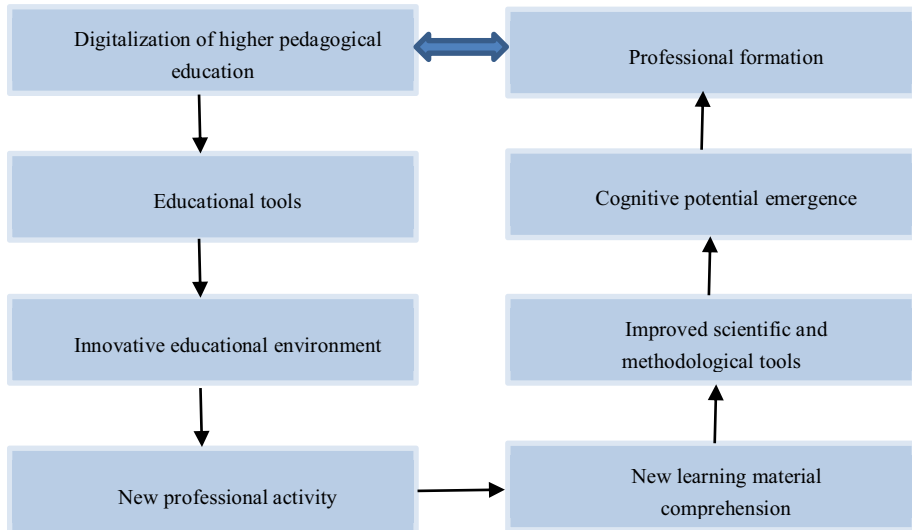 Digitalization of higher pedagogical
education
Professional formation
Educational tools
Cognitive potential emergence
Innovative educational environment
Improved scientific and
methodological tools
New professional activity
New learning material
comprehension